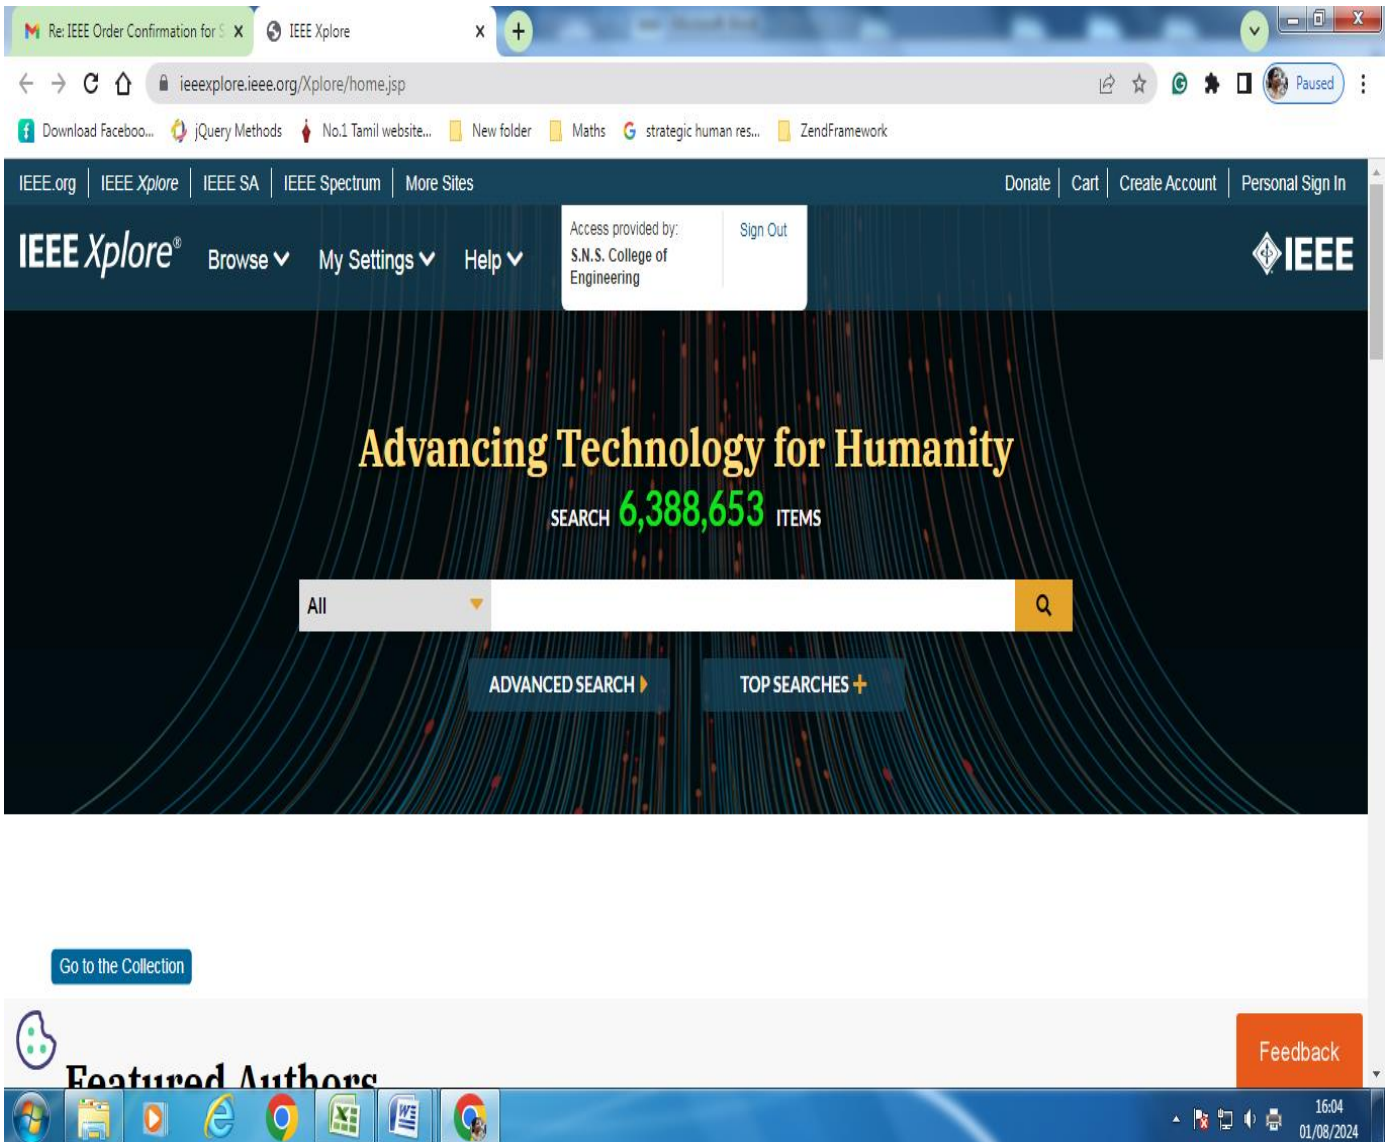 Re: IEEE Order Confirmation for S
IEEE Xplore
ieeexplore.ieee.org/Xplore/home.jsp
Paused
Download Faceboo...
jQuery Methods
No.1 Tamil website...
New folder
Maths
strategic human res...
ZendFramework
IEEE.org
IEEE Xplore
IEEE SA
IEEE Spectrum
More Sites
Donate
Cart
Create Account
Personal Sign In
IEEE Xplore®
Browse
My Settings
Help
Access provided by:
S.N.S. College of
Engineering
Sign Out
IEEE
Advancing Technology for Humanity
SEARCH 6,388,653 ITEMS
All
ADVANCED SEARCH
TOP SEARCHES
Go to the Collection
Featured Authors
Feedback
16:04
01/08/2024